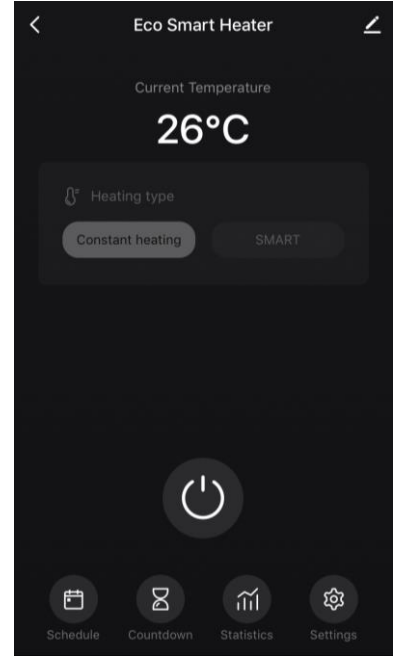 Eco Smart Heater
Current Temperature
26°C
Heating type
Constant heating SMART
Schedule Countdown Statistics Settings